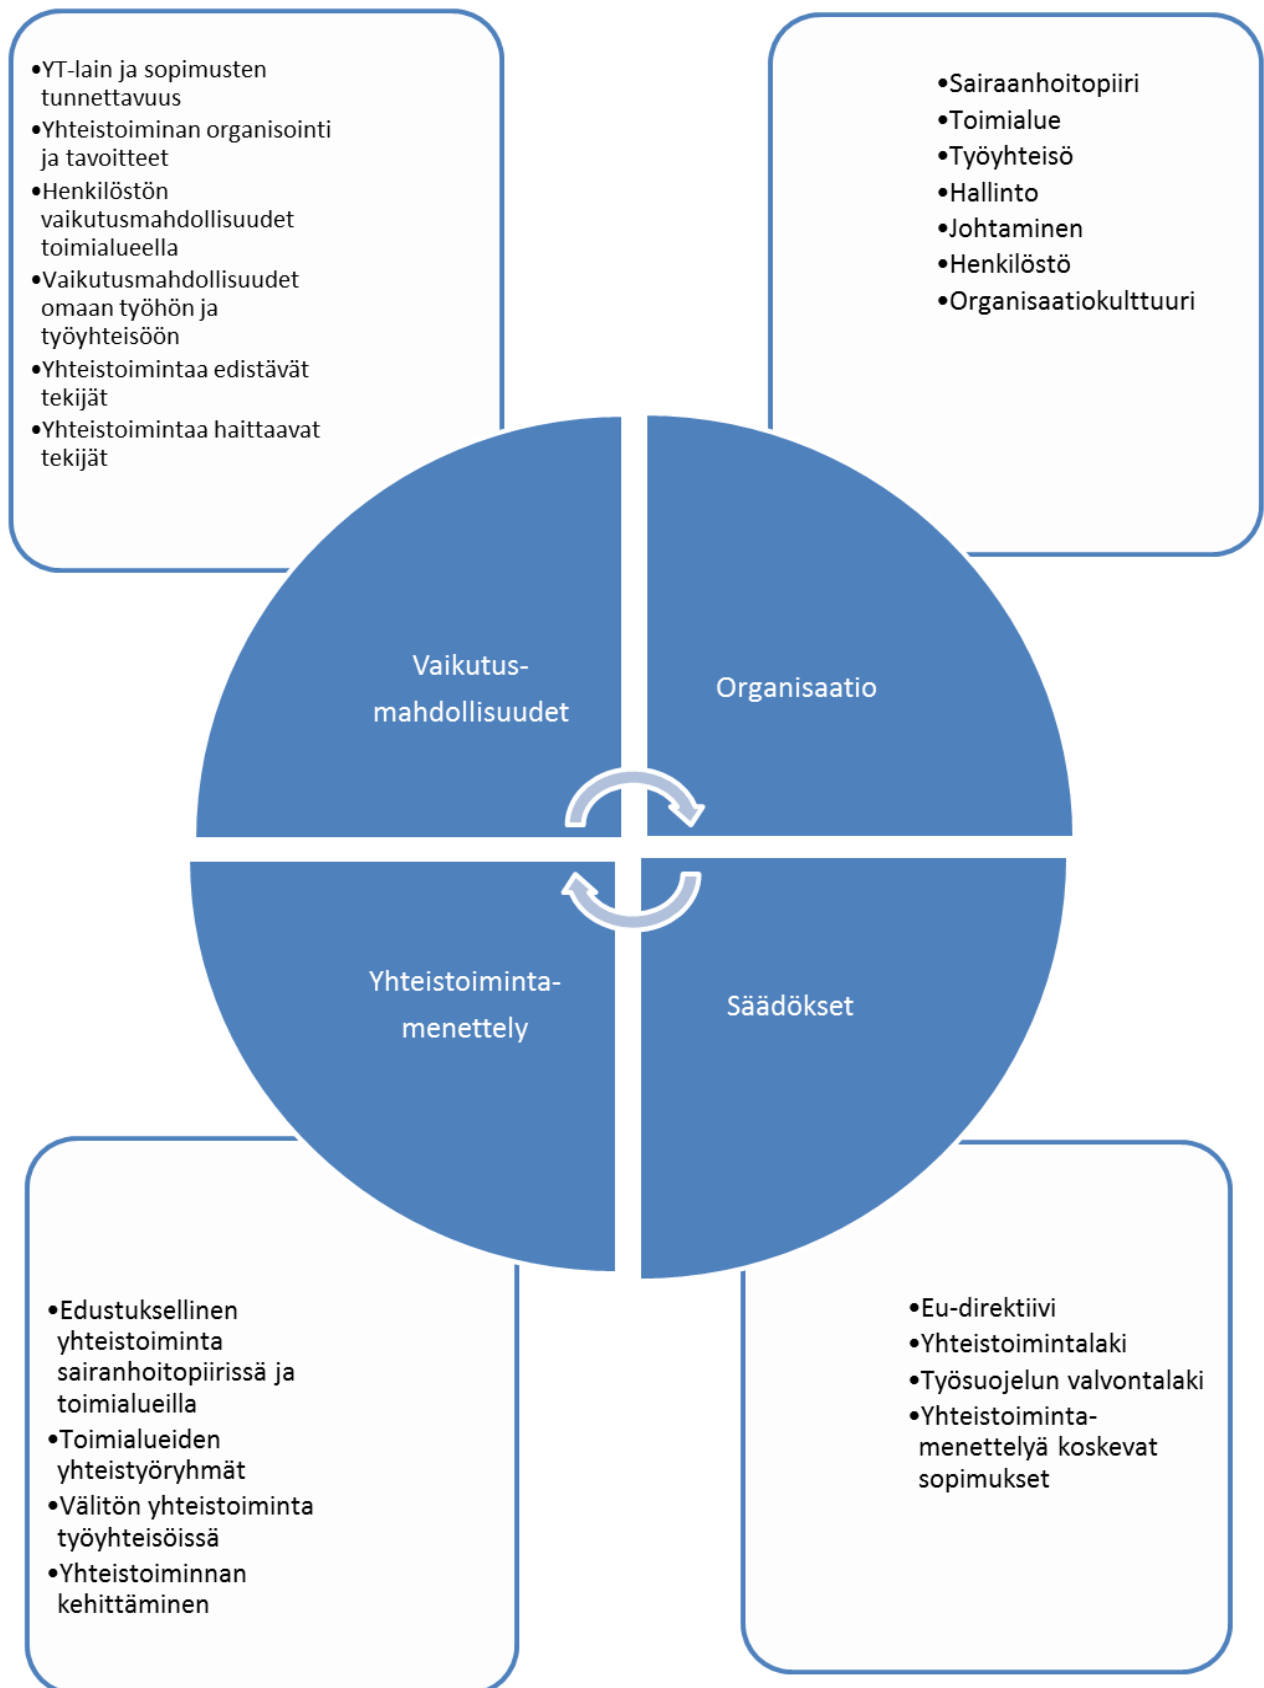 •YT-lain ja sopimusten
tunnettavuus
•Yhteistoiminan organisointi
ja tavoitteet
•Henkilöstön
vaikutusmahdollisuudet
toimialueella
•Vaikutusmahdollisuudet
omaan työhön ja
työyhteisöön
•Yhteistoimintaa edistävät
tekijät
•Yhteistoimintaa haittaavat
tekijät
•Sairaanhoitopiiri
•Toimialue
•Työyhteisö
•Hallinto
•Johtaminen
•Henkilöstö
•Organisaatiokulttuuri
Vaikutus-
mahdollisuudet
Organisaatio
Yhteistoiminta-
menettely
Säädökset
•Edustuksellinen
yhteistoiminta
sairanhoitopiirissä ja
toimialueilla
•Toimialueiden
yhteistyöryhmät
•Välitön yhteistoiminta
työyhteisöissä
•Yhteistoiminnan
kehittäminen
•Eu-direktiivi
•Yhteistoimintalaki
•Työsuojelun valvontalaki
•Yhteistoiminta-
menettelyä koskevat
sopimukset